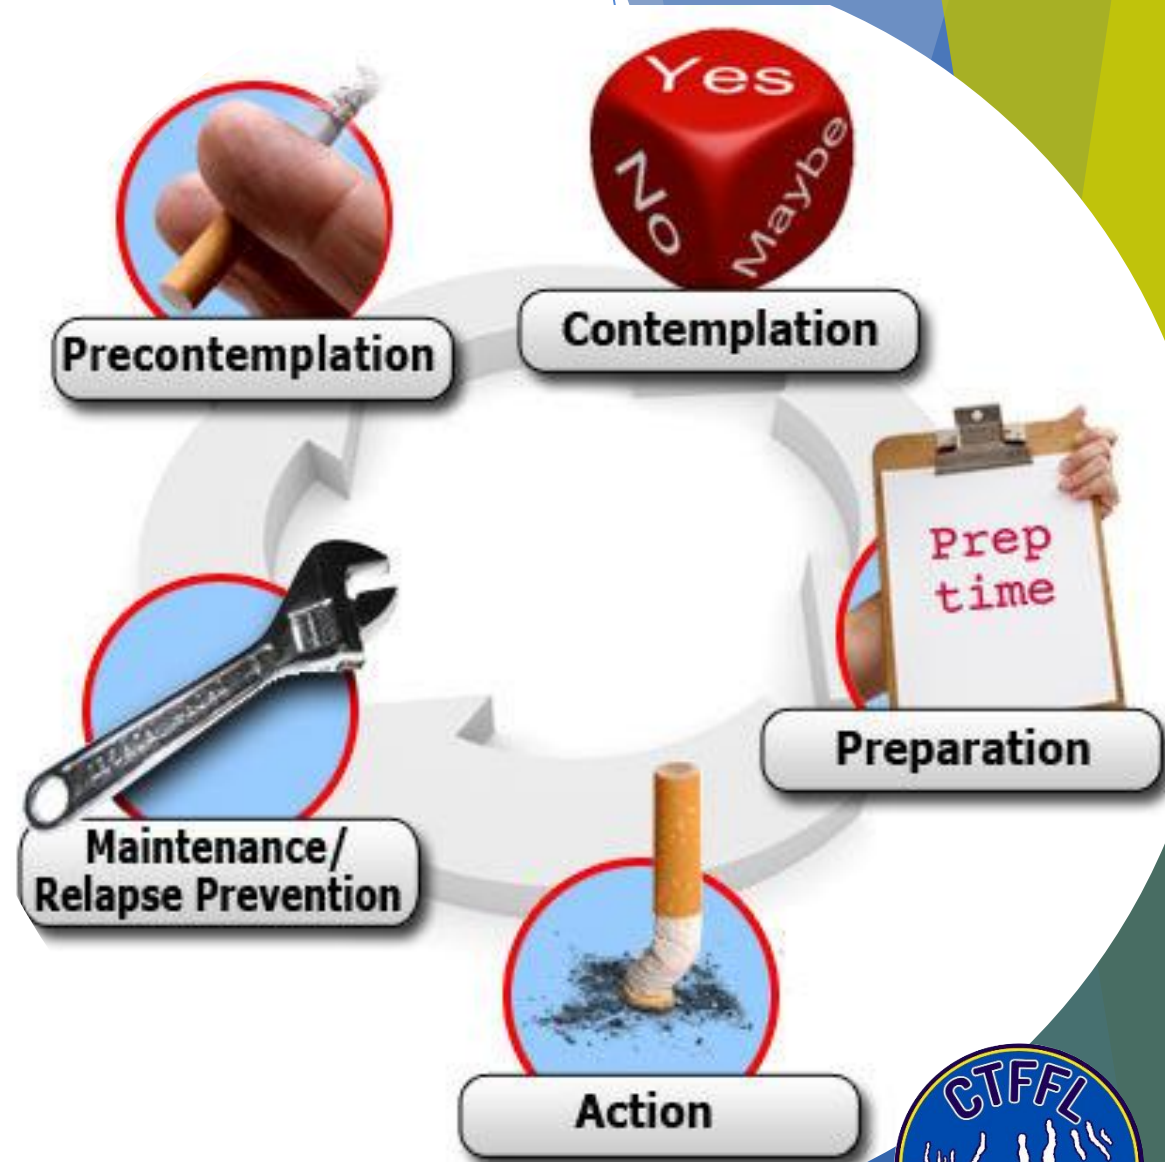 Yes
No
Maybe
Precontemplation
Contemplation
Prep
time
Preparation
Maintenance/
Relapse Prevention
Action
CTFFL